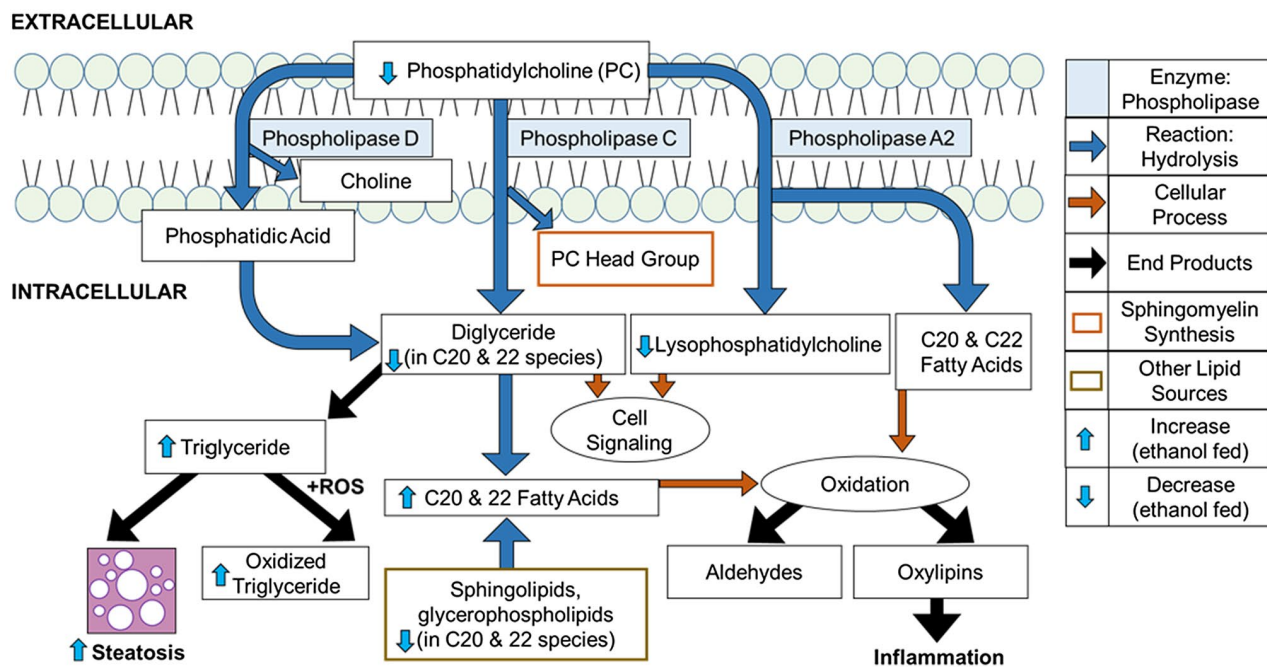 EXTRACELLULAR
Phosphatidylcholine (PC)
Phospholipase D
Phospholipase C
Phospholipase A2
Choline
Phosphatidic Acid
PC Head Group
INTRACELLULAR
Diglyceride
(in C20 & 22 species)
Lysophosphatidylcholine
C20 & C22
Fatty Acids
Cell
Signaling
Triglyceride
+ROS
C20 & 22 Fatty Acids
Oxidation
Oxidized
Triglyceride
Sphingolipids,
glycerophospholipids
(in C20 & 22 species)
Aldehydes
Oxylipins
Steatosis
Inflammation
Enzyme:
Phospholipase
Reaction:
Hydrolysis
Cellular
Process
End Products
Sphingomyelin
Synthesis
Other Lipid
Sources
Increase
(ethanol fed)
Decrease
(ethanol fed)